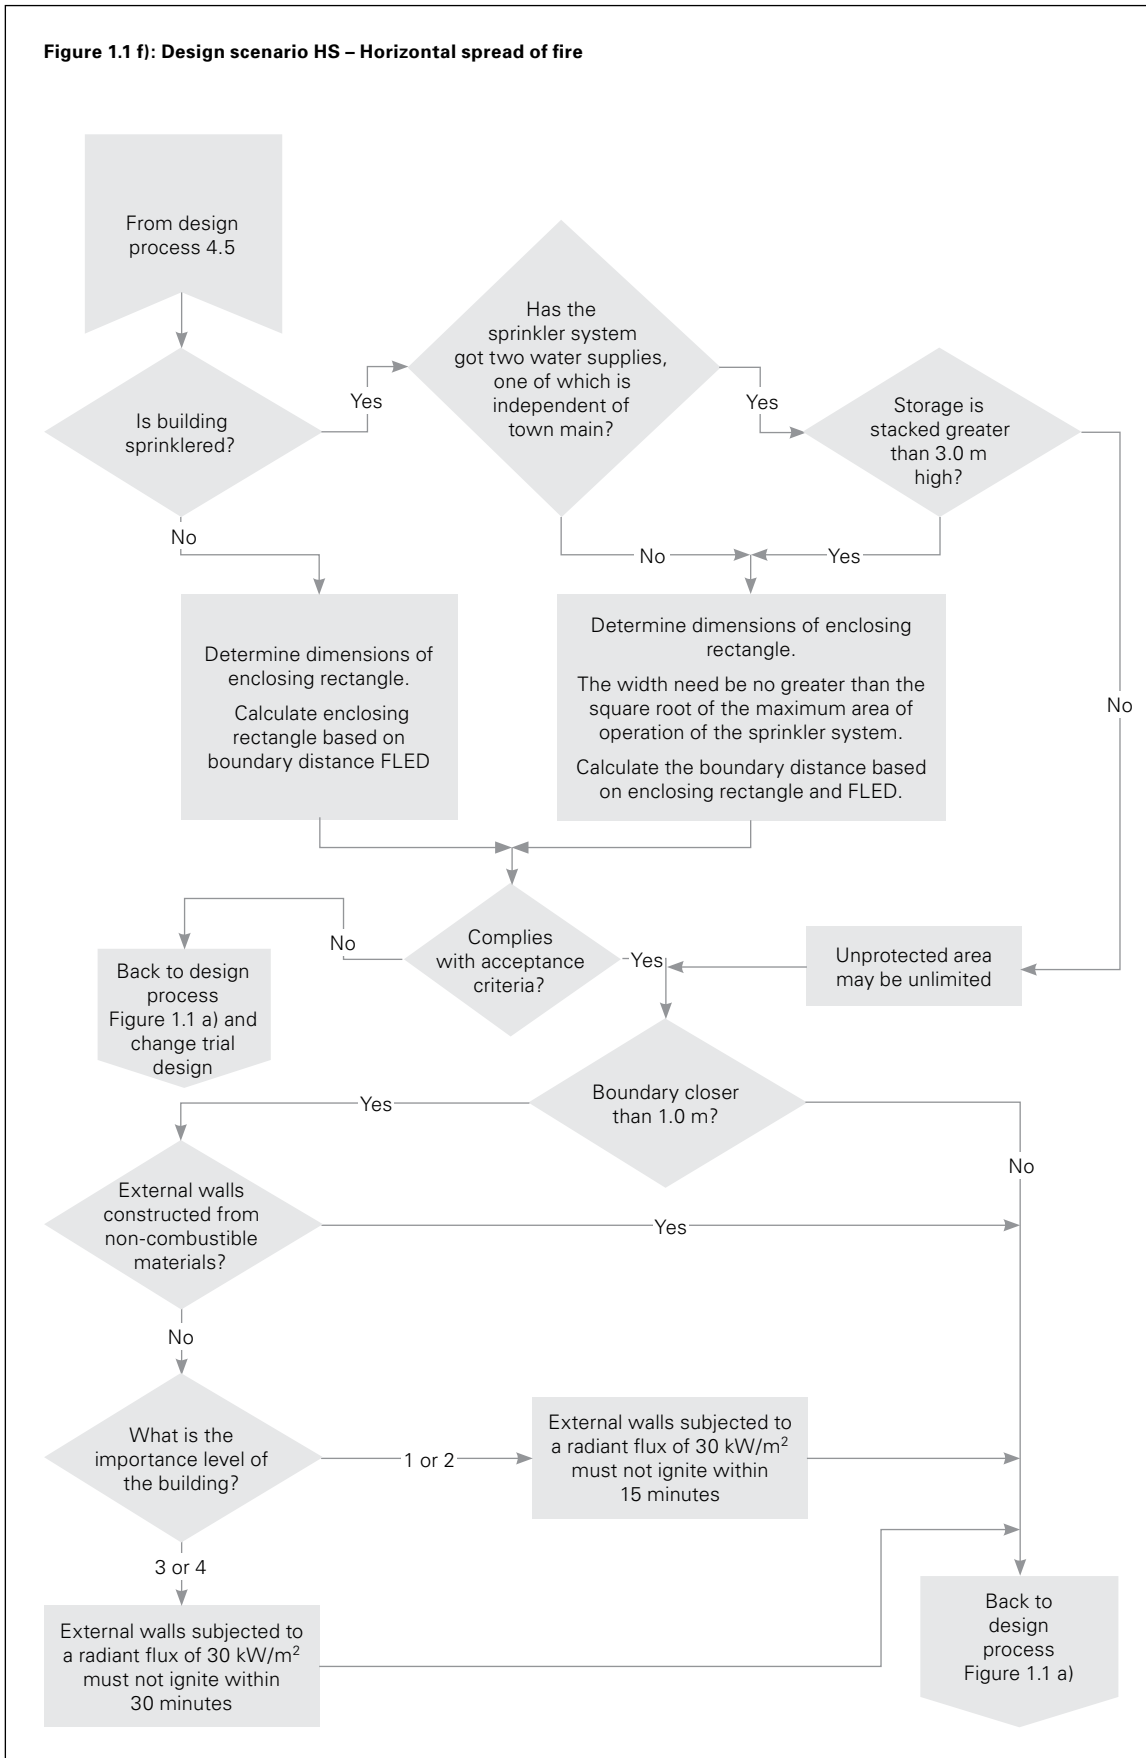 Figure 1.1 f): Design scenario HS – Horizontal spread of fire
From design
process 4.5
Is building
sprinklered?
Yes
No
Has the
sprinkler system
got two water supplies,
one of which is
independent of
town main?
Yes
No
Storage is
stacked greater
than 3.0 m
high?
Yes
No
Determine dimensions of
enclosing rectangle.
Calculate enclosing
rectangle based on
boundary distance FLED
Determine dimensions of enclosing
rectangle.
The width need be no greater than the
square root of the maximum area of
operation of the sprinkler system.
Calculate the boundary distance based
on enclosing rectangle and FLED.
Complies
with acceptance
criteria?
No
Yes
Unprotected area
may be unlimited
Back to design
process
Figure 1.1 a) and
change trial
design
Boundary closer
than 1.0 m?
Yes
No
External walls
constructed from
non-combustible
materials?
Yes
No
What is the
importance level of
the building?
1 or 2
External walls subjected to
a radiant flux of 30 kW/m²
must not ignite within
15 minutes
3 or 4
External walls subjected to
a radiant flux of 30 kW/m²
must not ignite within
30 minutes
Back to
design
process
Figure 1.1 a)